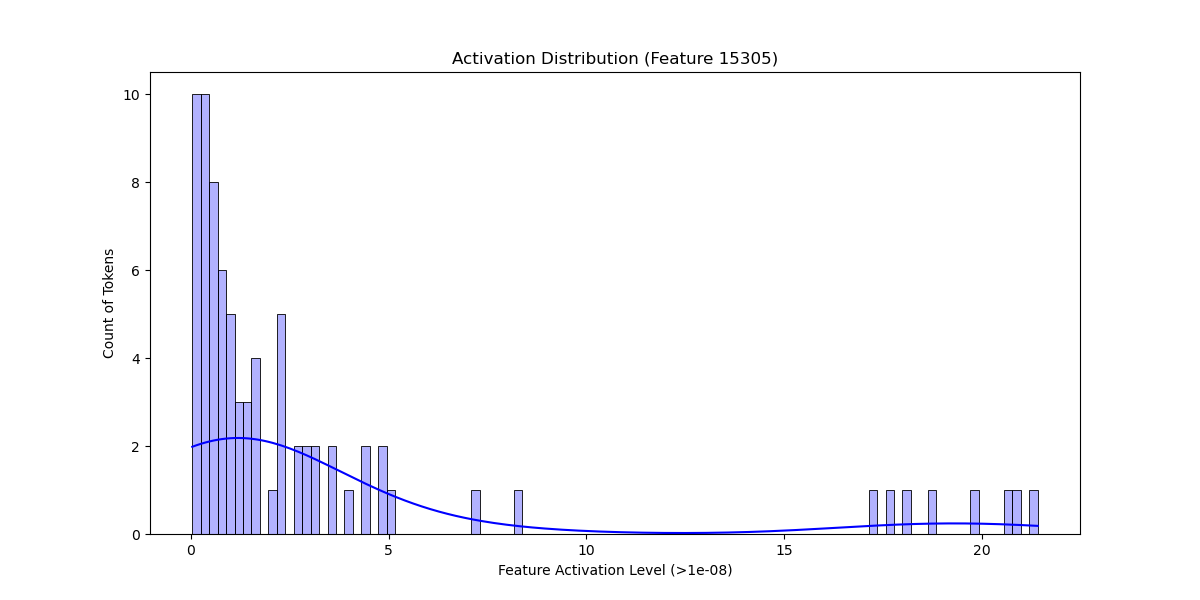 Activation Distribution (Feature 15305)
10
8
6
4
2
0
Count of Tokens
0 5 10 15 20
Feature Activation Level (>1e-08)